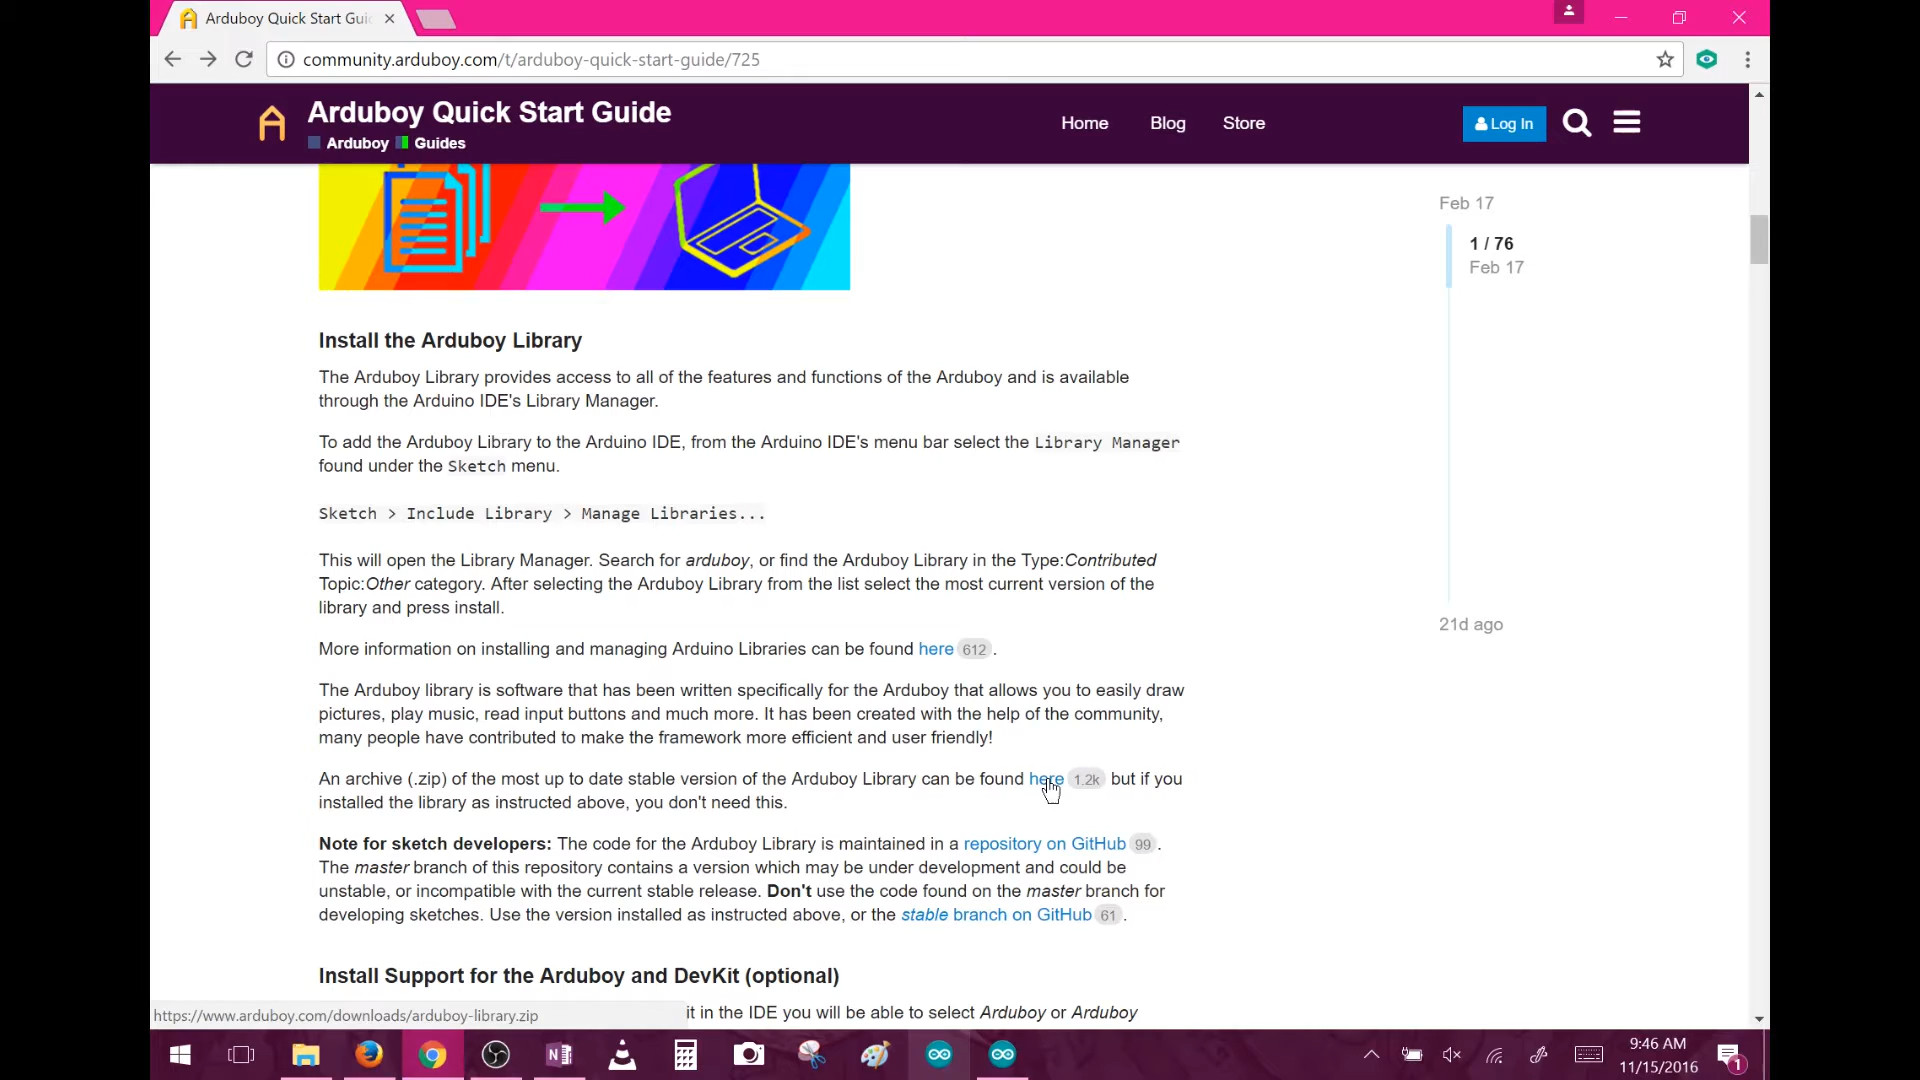 Arduboy Quick Start Gui
community.arduboy.com/t/arduboy-quick-start-guide/725
Arduboy Quick Start Guide
Arduboy Guides
Home Blog Store
Log In
Feb 17
1 / 76
Feb 17
21d ago
Install the Arduboy Library
The Arduboy Library provides access to all of the features and functions of the Arduboy and is available
through the Arduino IDE's Library Manager.
To add the Arduboy Library to the Arduino IDE, from the Arduino IDE's menu bar select the Library Manager
found under the Sketch menu.
Sketch > Include Library > Manage Libraries...
This will open the Library Manager. Search for arduboy, or find the Arduboy Library in the Type:Contributed
Topic:Other category. After selecting the Arduboy Library from the list select the most current version of the
library and press install.
More information on installing and managing Arduino Libraries can be found here 612 .
The Arduboy library is software that has been written specifically for the Arduboy that allows you to easily draw
pictures, play music, read input buttons and much more. It has been created with the help of the community,
many people have contributed to make the framework more efficient and user friendly!
An archive (.zip) of the most up to date stable version of the Arduboy Library can be found here 1.2k but if you
installed the library as instructed above, you don't need this.
Note for sketch developers: The code for the Arduboy Library is maintained in a repository on GitHub 99 .
The master branch of this repository contains a version which may be under development and could be
unstable, or incompatible with the current stable release. Don't use the code found on the master branch for
developing sketches. Use the version installed as instructed above, or the stable branch on GitHub 61 .
Install Support for the Arduboy and DevKit (optional)
it in the IDE you will be able to select Arduboy or Arduboy
https://www.arduboy.com/downloads/arduboy-library.zip
9:46 AM
11/15/2016
1